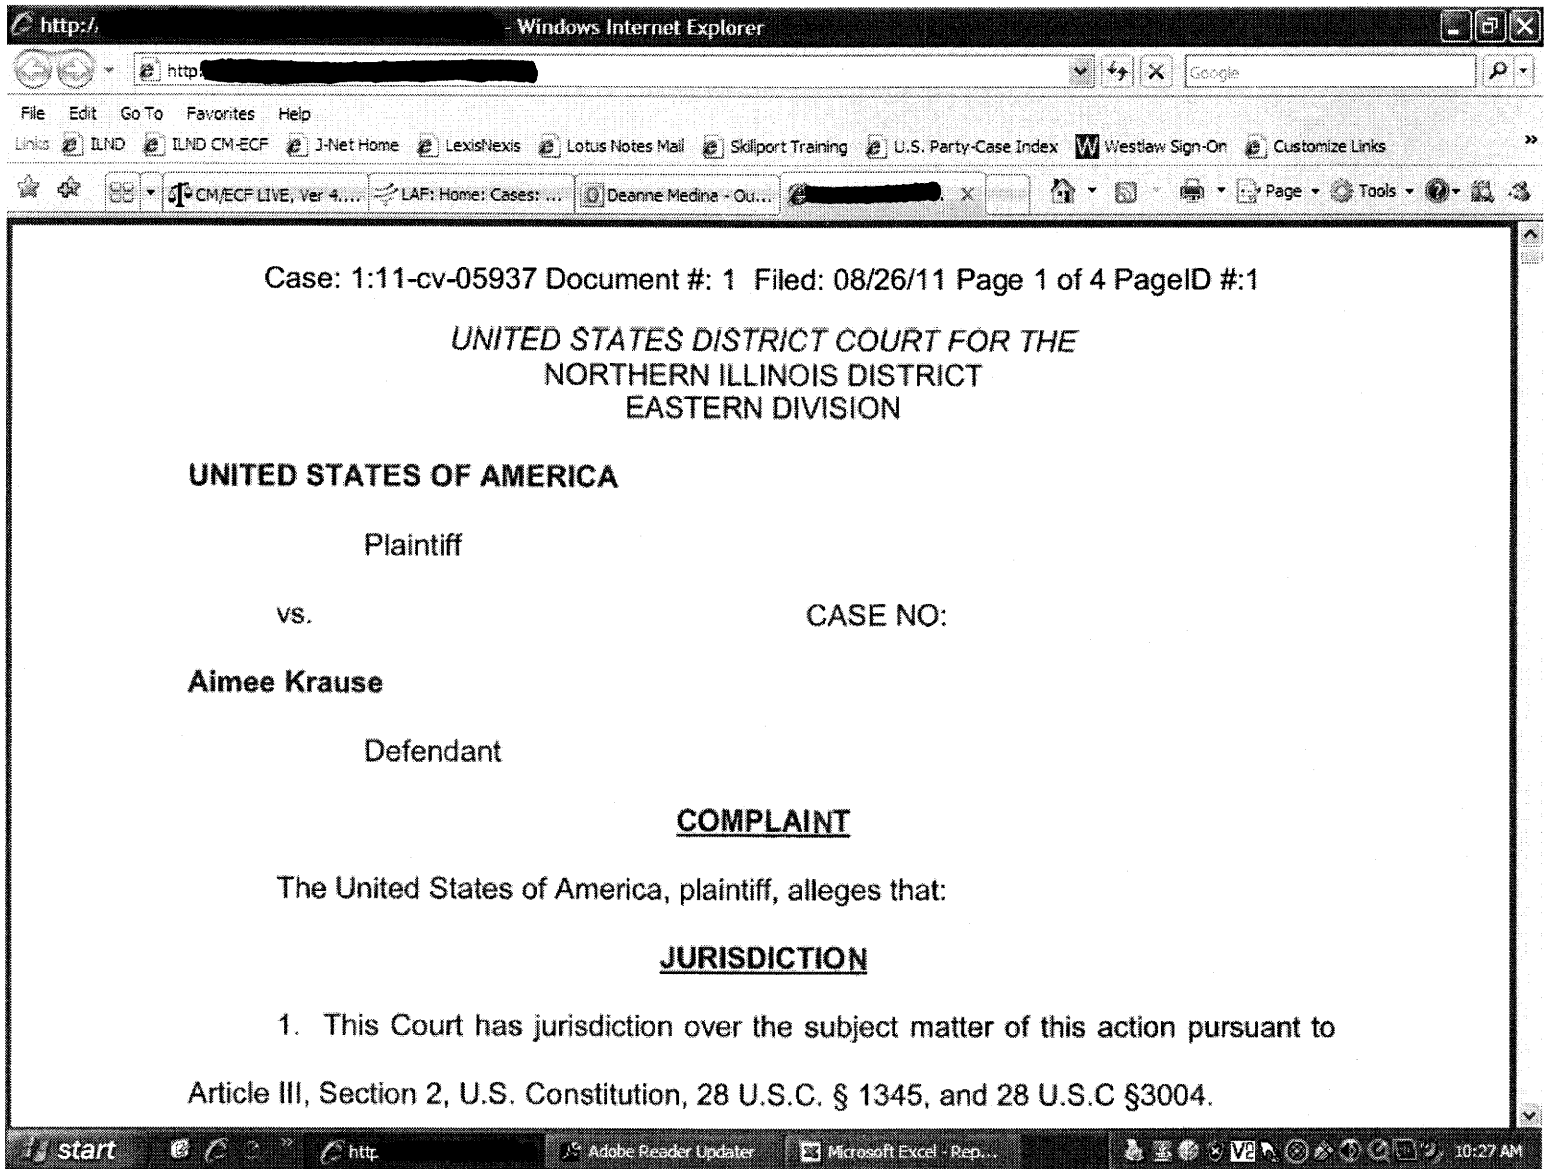 http:/ - Windows Internet Explorer
http: Google
File Edit Go To Favorites Help
Links ILND ILND CM-ECF J-Net Home LexisNexis Lotus Notes Mail Skillport Training U.S. Party-Case Index W Westlaw Sign-On Customize Links »
CM/ECF LIVE, Ver 4.... LAF: Home: Cases: ... Deanne Medina - Ou... Page Tools
Case: 1:11-cv-05937 Document #: 1 Filed: 08/26/11 Page 1 of 4 PageID #:1
UNITED STATES DISTRICT COURT FOR THE
NORTHERN ILLINOIS DISTRICT
EASTERN DIVISION
UNITED STATES OF AMERICA
Plaintiff
vs. CASE NO:
Aimee Krause
Defendant
COMPLAINT
The United States of America, plaintiff, alleges that:
JURISDICTION
1. This Court has jurisdiction over the subject matter of this action pursuant to
Article III, Section 2, U.S. Constitution, 28 U.S.C. § 1345, and 28 U.S.C §3004.
start » http Adobe Reader Updater Microsoft Excel - Rep... 10:27 AM